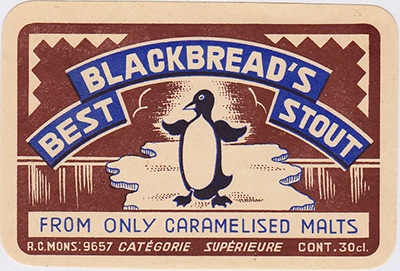 BLACKBREAD'S
BEST STOUT
FROM ONLY CARAMELISED MALTS
R.C.MONS: 9657 CATÉGORIE SUPÉRIEURE CONT. 30cl.